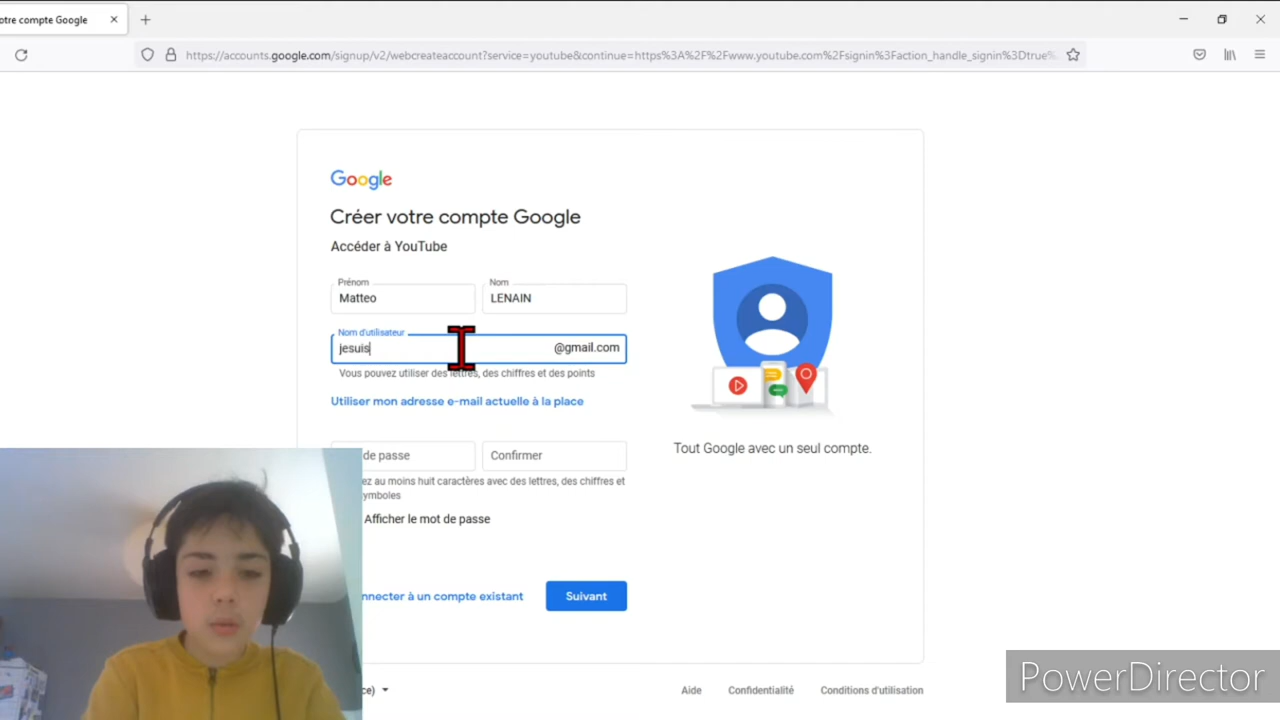 otre compte Google
https://accounts.google.com/signup/v2/webcreateaccount?service=youtube&continue=https%3A%2F%2Fwww.youtube.com%2Fsignin%3Faction_handle_signin%3Dtrue%
Google
Créer votre compte Google
Accéder à YouTube
Prénom Nom
Matteo LENAIN
Nom d'utilisateur
jesuis @gmail.com
Vous pouvez utiliser des lettres, des chiffres et des points
Utiliser mon adresse e-mail actuelle à la place
de passe Confirmer
ez au moins huit caractères avec des lettres, des chiffres et
ymboles
Afficher le mot de passe
Tout Google avec un seul compte.
nnecter à un compte existant Suivant
ce) Aide Confidentialité Conditions d'utilisation
PowerDirector